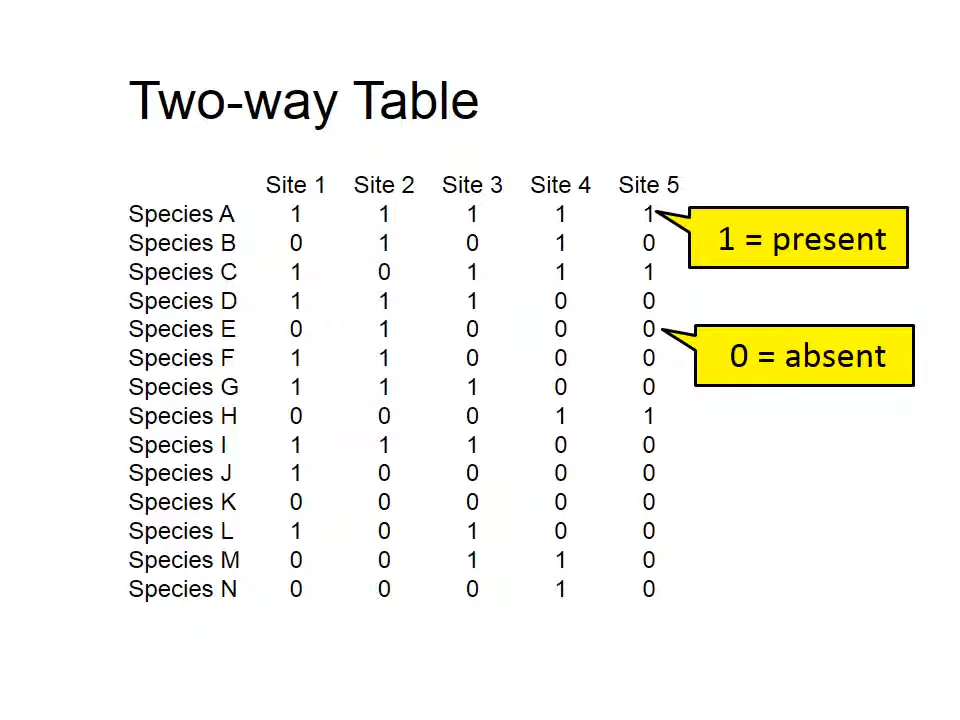 Two-way Table
Site 1 Site 2 Site 3 Site 4 Site 5
Species A 1 1 1 1 1
1 = present
Species B 0 1 0 1 0
Species C 1 0 1 1 1
Species D 1 1 1 0 0
Species E 0 1 0 0 0
0 = absent
Species F 1 1 0 0 0
Species G 1 1 1 0 0
Species H 0 0 0 1 1
Species I 1 1 1 0 0
Species J 1 0 0 0 0
Species K 0 0 0 0 0
Species L 1 0 1 0 0
Species M 0 0 1 1 0
Species N 0 0 0 1 0